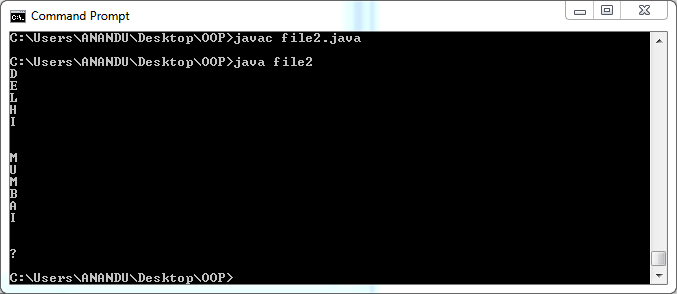 Command Prompt
C:\Users\ANANDU\Desktop\OOP>javac file2.java
C:\Users\ANANDU\Desktop\OOP>java file2
D
E
L
H
I
M
U
M
B
A
I
?
C:\Users\ANANDU\Desktop\OOP>